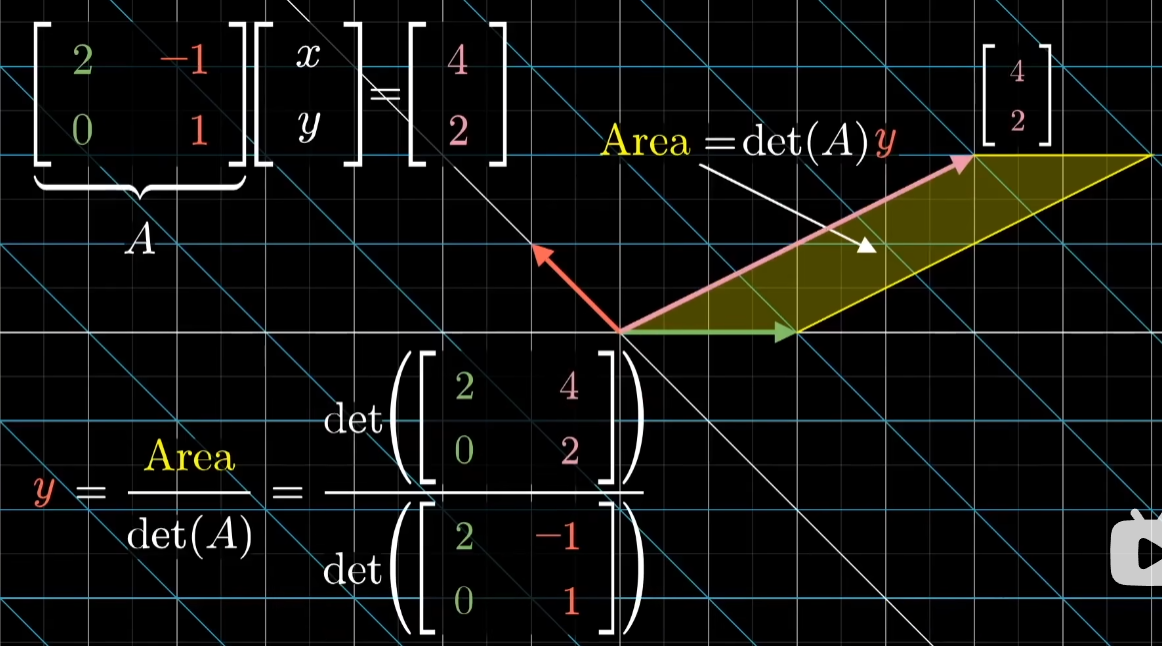 [ 2 −1 ; 0 1 ] [ x ; y ] = [ 4 ; 2 ]
A
[ 4 ; 2 ]
Area = det(A)y
y = Area / det(A) = det([ 2 4 ; 0 2 ]) / det([ 2 −1 ; 0 1 ])